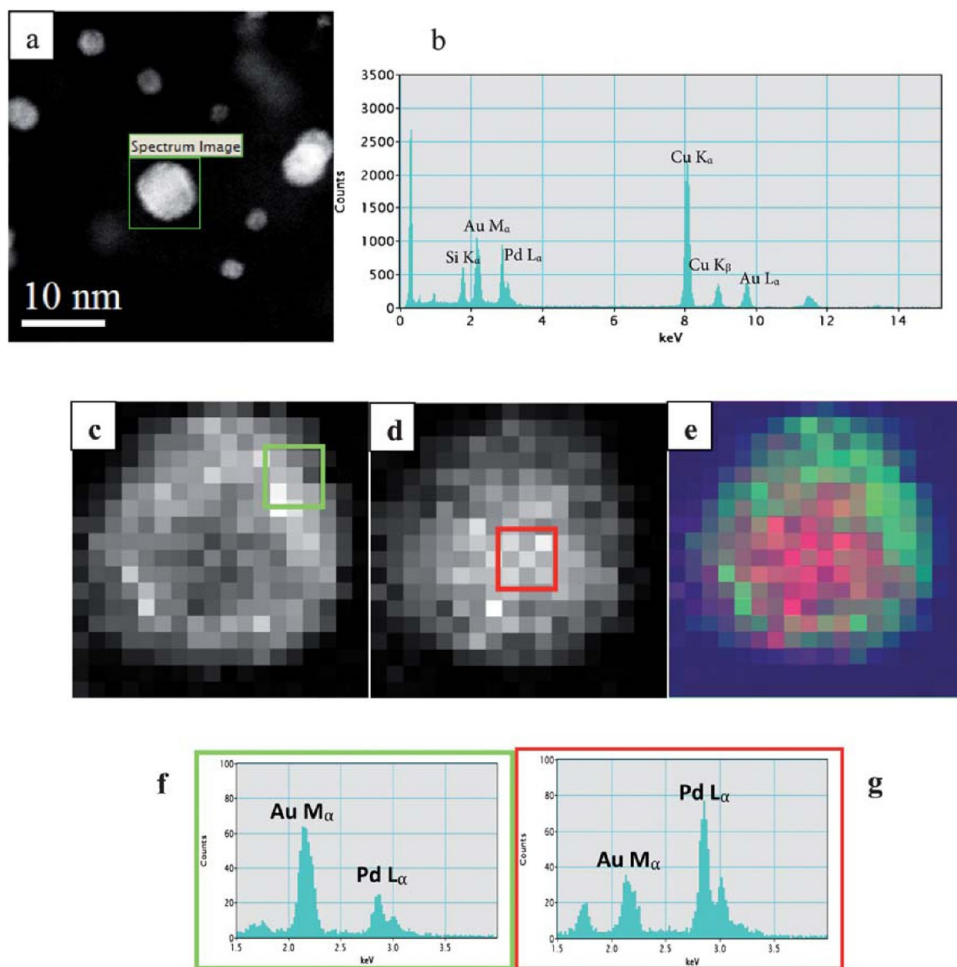 a
Spectrum Image
10 nm
b
3500
3000
2500
2000
1500
1000
500
0
Counts
Si Kα
Au Mα
Pd Lα
Cu Kα
Cu Kβ
Au Lα
0 2 4 6 8 10 12 14
keV
c
d
e
f
100
80
60
40
20
0
Counts
Au Mα
Pd Lα
1.5 2.0 2.5 3.0 3.5
keV
g
100
80
60
40
20
0
Counts
Au Mα
Pd Lα
1.5 2.0 2.5 3.0 3.5
keV